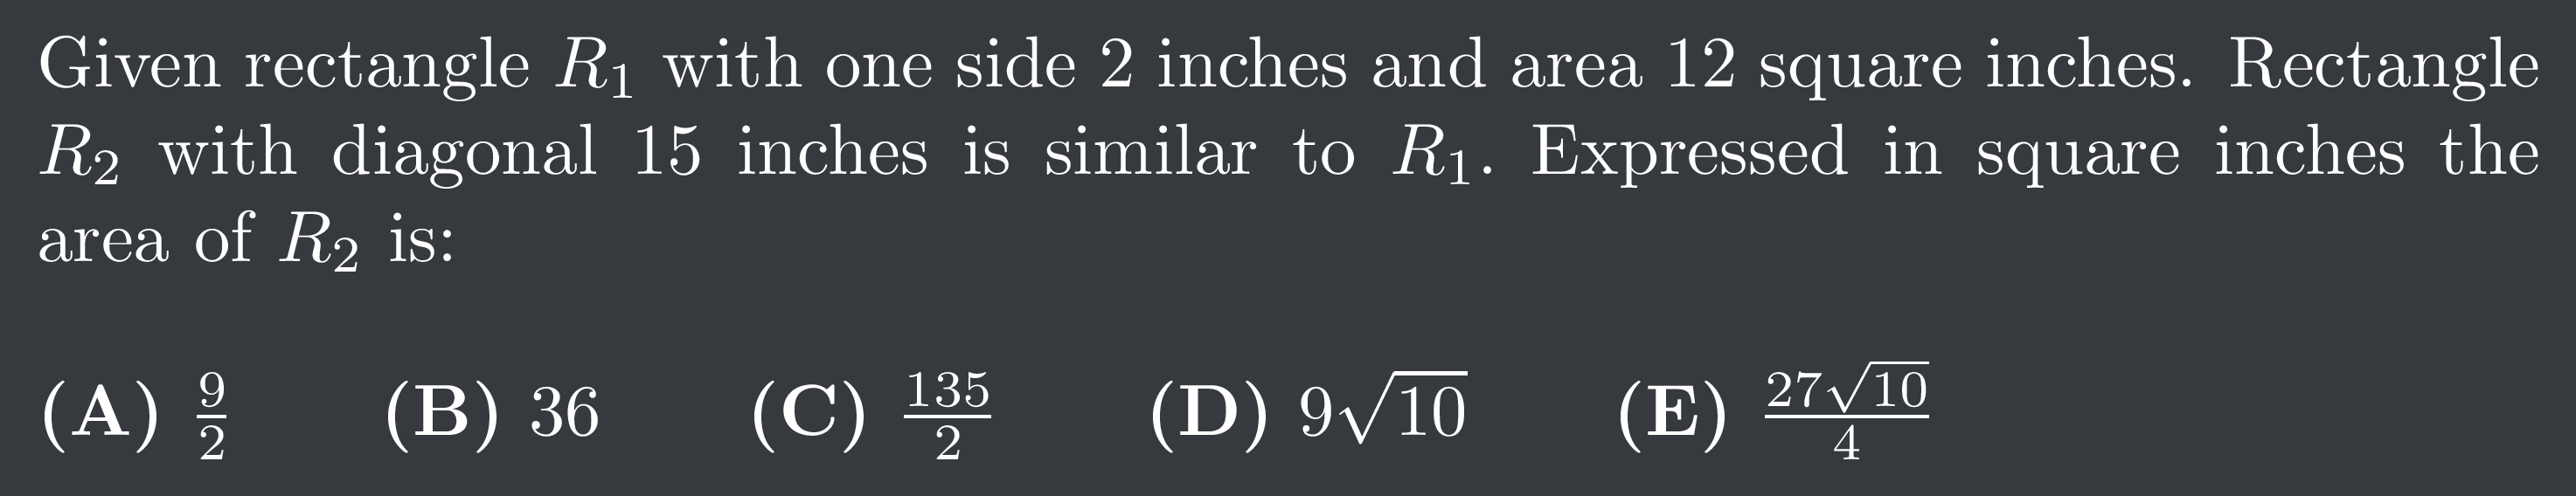 Given rectangle $R_1$ with one side 2 inches and area 12 square inches. Rectangle
$R_2$ with diagonal 15 inches is similar to $R_1$. Expressed in square inches the
area of $R_2$ is:
(A) $\frac{9}{2}$ (B) 36 (C) $\frac{135}{2}$ (D) $9\sqrt{10}$ (E) $\frac{27\sqrt{10}}{4}$